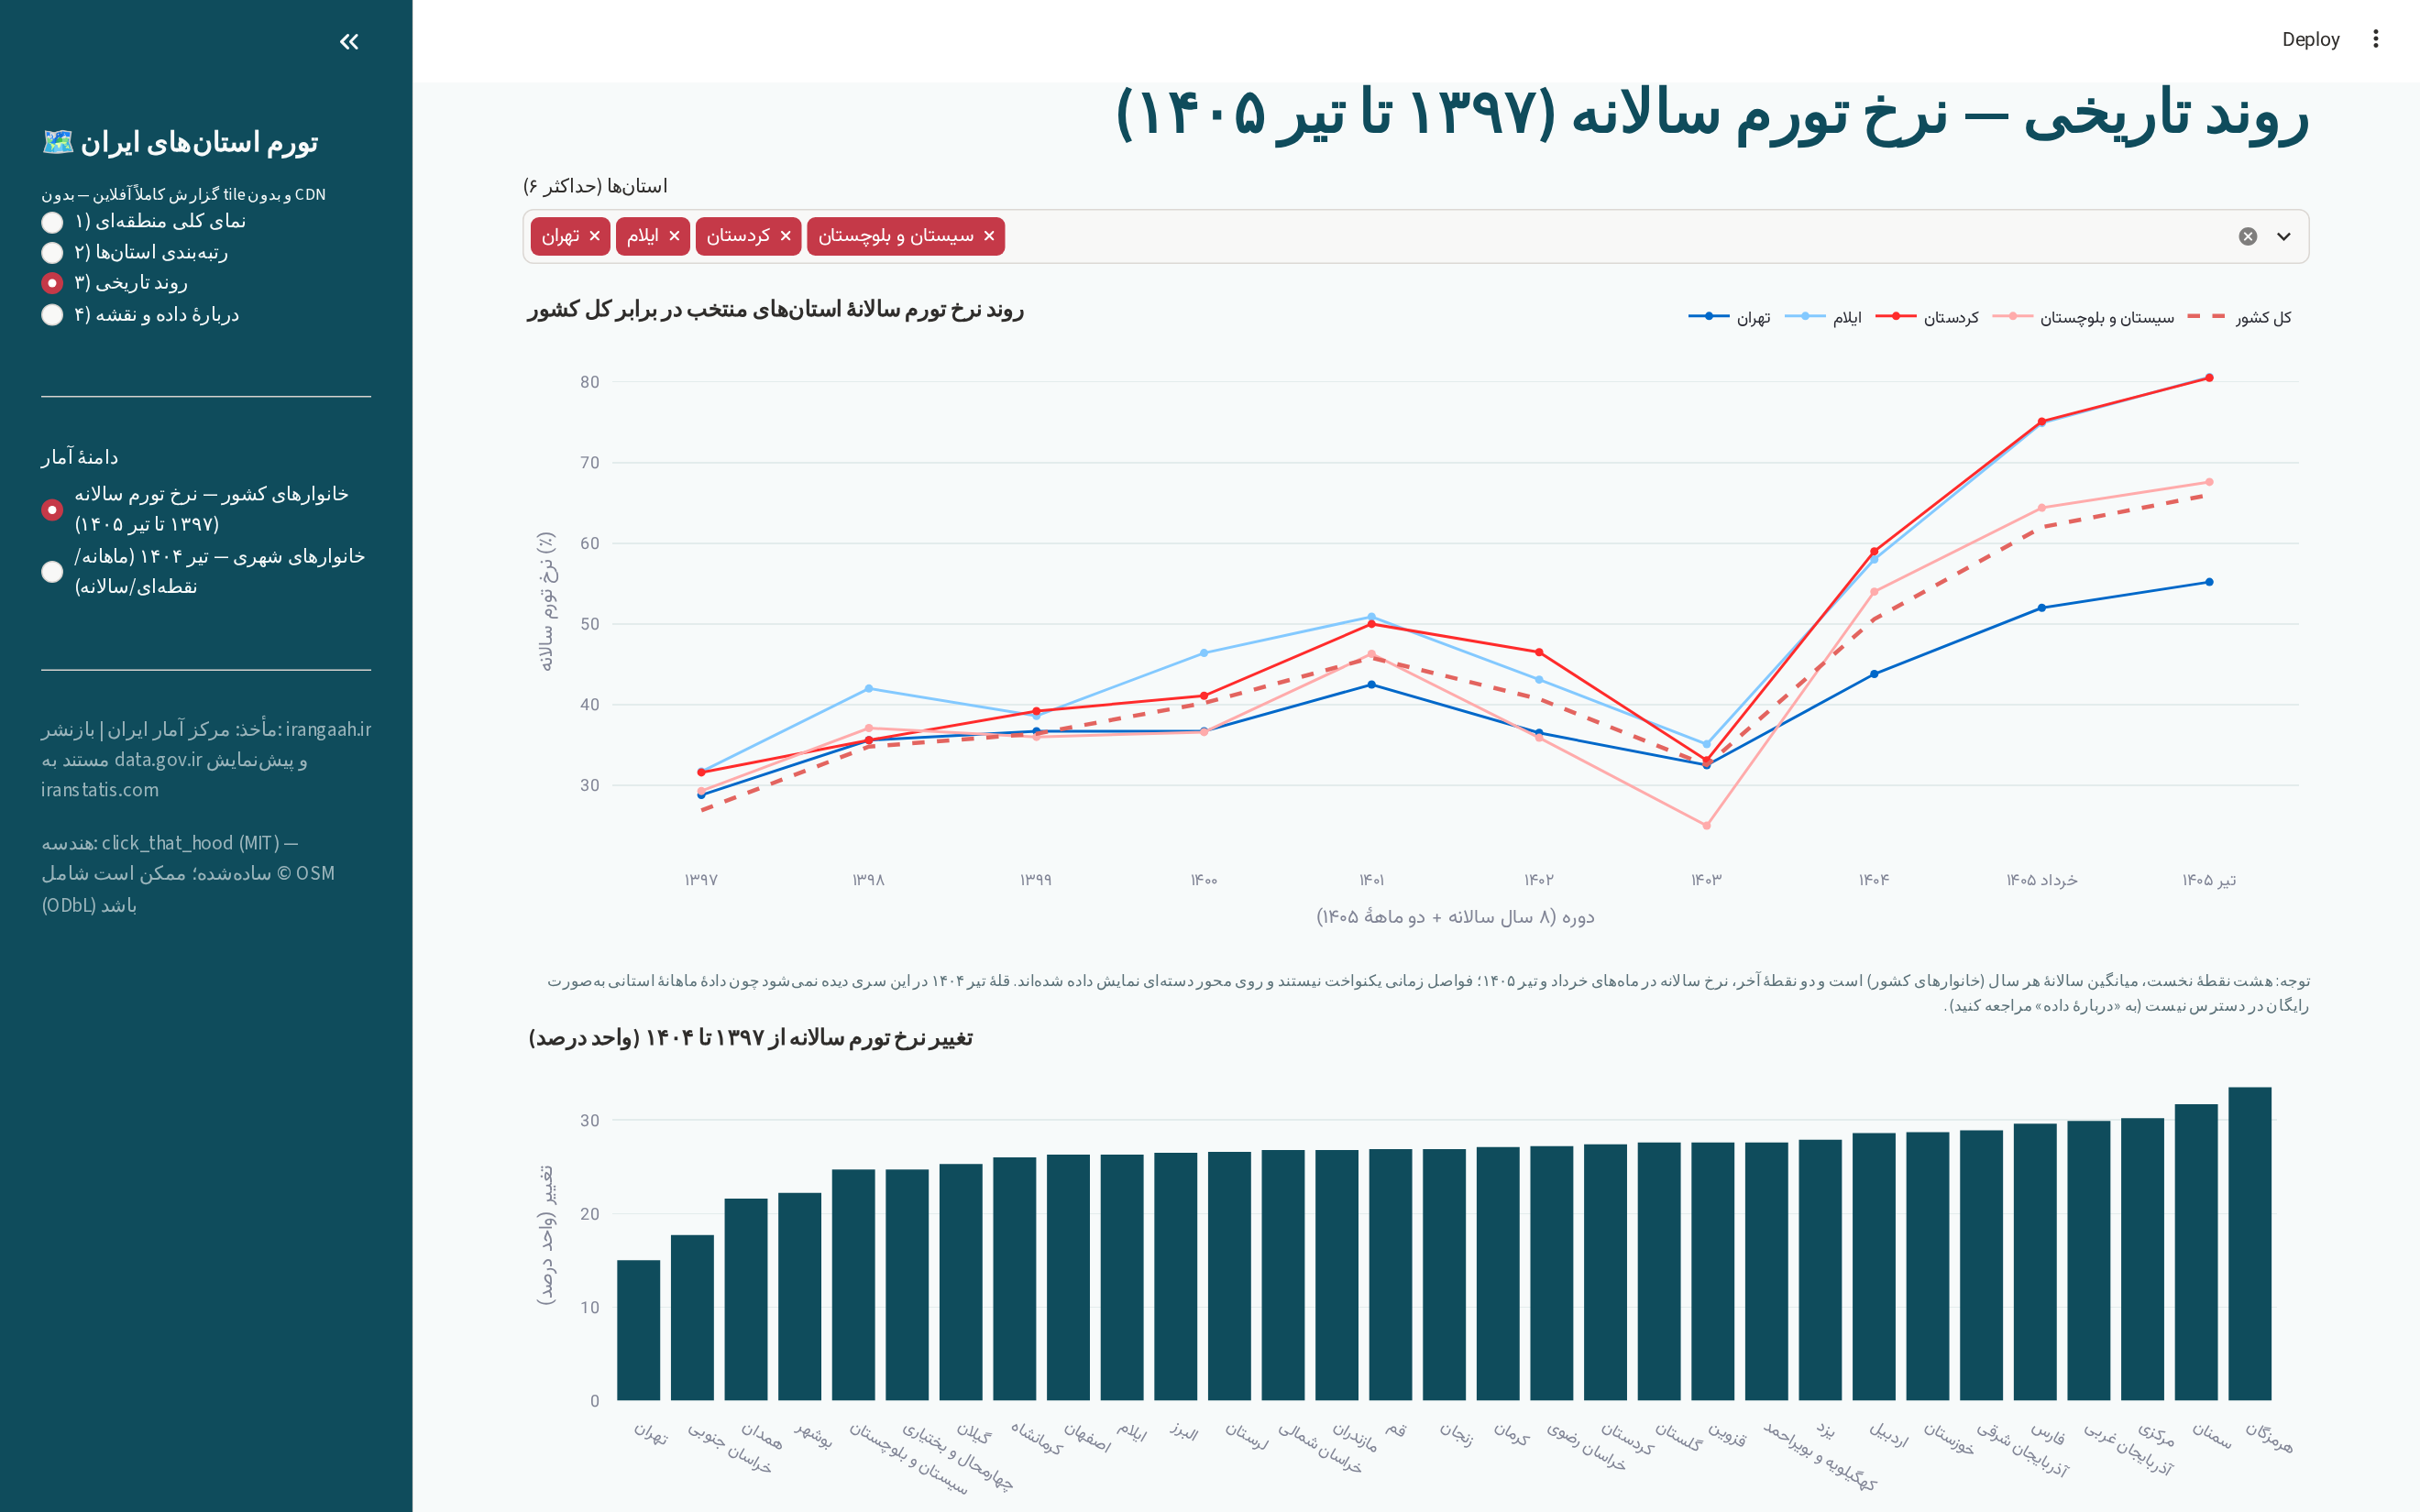 Deploy
🗺️ تورم استان‌های ایران
گزارش کاملاً آفلاین — بدون tile و بدون CDN
۱) نمای کلی منطقه‌ای
۲) رتبه‌بندی استان‌ها
۳) روند تاریخی
۴) دربارهٔ داده و نقشه
دامنهٔ آمار
خانوارهای کشور — نرخ تورم سالانه
(۱۳۹۷ تا تیر ۱۴۰۵)
خانوارهای شهری — تیر ۱۴۰۴ (ماهانه/
نقطه‌ای/سالانه)
مأخذ: مرکز آمار ایران | بازنشر: irangaah.ir
و پیش‌نمایش data.gov.ir مستند به
iranstatis.com
هندسه: click_that_hood (MIT) —
ساده‌شده؛ ممکن است شامل © OSM
(ODbL) باشد
روند تاریخی — نرخ تورم سالانه (۱۳۹۷ تا تیر ۱۴۰۵)
استان‌ها (حداکثر ۶)
تهران
ایلام
کردستان
سیستان و بلوچستان
روند نرخ تورم سالانهٔ استان‌های منتخب در برابر کل کشور
تهران
ایلام
کردستان
سیستان و بلوچستان
کل کشور
80
70
60
50
40
30
نرخ تورم سالانه (٪)
۱۳۹۷
۱۳۹۸
۱۳۹۹
۱۴۰۰
۱۴۰۱
۱۴۰۲
۱۴۰۳
۱۴۰۴
خرداد ۱۴۰۵
تیر ۱۴۰۵
دوره (۸ سال سالانه + دو ماههٔ ۱۴۰۵)
توجه: هشت نقطهٔ نخست، میانگین سالانهٔ هر سال (خانوارهای کشور) است و دو نقطهٔ آخر، نرخ سالانه در ماه‌های خرداد و تیر ۱۴۰۵؛ فواصل زمانی یکنواخت نیستند و روی محور دسته‌ای نمایش داده شده‌اند. قلهٔ تیر ۱۴۰۴ در این سری دیده نمی‌شود چون دادهٔ ماهانهٔ استانی به‌صورت
رایگان در دسترس نیست (به «دربارهٔ داده» مراجعه کنید).
تغییر نرخ تورم سالانه از ۱۳۹۷ تا ۱۴۰۴ (واحد درصد)
30
20
10
0
تغییر (واحد درصد)
تهران
خراسان جنوبی
همدان
بوشهر
سیستان و بلوچستان
چهارمحال و بختیاری
گیلان
کرمانشاه
اصفهان
ایلام
البرز
لرستان
خراسان شمالی
مازندران
قم
زنجان
کرمان
خراسان رضوی
کردستان
گلستان
قزوین
کهگیلویه و بویراحمد
یزد
اردبیل
خوزستان
آذربایجان شرقی
فارس
آذربایجان غربی
مرکزی
سمنان
هرمزگان